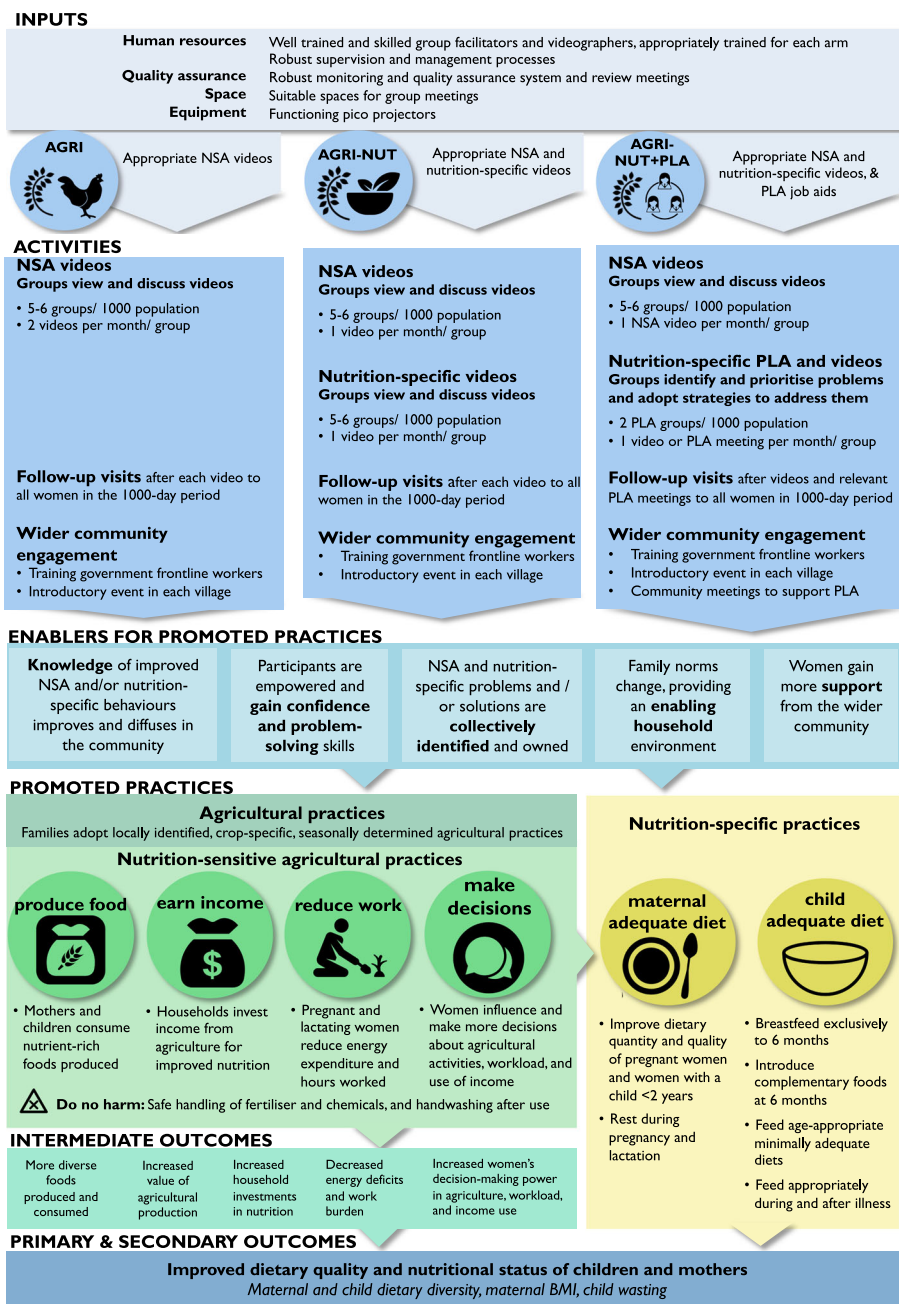 INPUTS
Human resources
Well trained and skilled group facilitators and videographers, appropriately trained for each arm
Robust supervision and management processes
Quality assurance
Robust monitoring and quality assurance system and review meetings
Space
Suitable spaces for group meetings
Equipment
Functioning pico projectors
AGRI
Appropriate NSA videos
AGRI-NUT
Appropriate NSA and
nutrition-specific videos
AGRI-
NUT+PLA
Appropriate NSA and
nutrition-specific videos, &
PLA job aids
ACTIVITIES
NSA videos
Groups view and discuss videos
• 5-6 groups/ 1000 population
• 2 videos per month/ group
Follow-up visits after each video to
all women in the 1000-day period
Wider community
engagement
• Training government frontline workers
• Introductory event in each village
NSA videos
Groups view and discuss videos
• 5-6 groups/ 1000 population
• 1 video per month/ group
Nutrition-specific videos
Groups view and discuss videos
• 5-6 groups/ 1000 population
• 1 video per month/ group
Follow-up visits after each video to all
women in the 1000-day period
Wider community engagement
• Training government frontline workers
• Introductory event in each village
NSA videos
Groups view and discuss videos
• 5-6 groups/ 1000 population
• 1 NSA video per month/ group
Nutrition-specific PLA and videos
Groups identify and prioritise problems
and adopt strategies to address them
• 2 PLA groups/ 1000 population
• 1 video or PLA meeting per month/ group
Follow-up visits after videos and relevant
PLA meetings to all women in 1000-day period
Wider community engagement
• Training government frontline workers
• Introductory event in each village
• Community meetings to support PLA
ENABLERS FOR PROMOTED PRACTICES
Knowledge of improved
NSA and/or nutrition-
specific behaviours
improves and diffuses in
the community
Participants are
empowered and
gain confidence
and problem-
solving skills
NSA and nutrition-
specific problems and /
or solutions are
collectively
identified and owned
Family norms
change, providing
an enabling
household
environment
Women gain
more support
from the wider
community
PROMOTED PRACTICES
Agricultural practices
Families adopt locally identified, crop-specific, seasonally determined agricultural practices
Nutrition-sensitive agricultural practices
produce food
• Mothers and
children consume
nutrient-rich
foods produced
earn income
$
• Households invest
income from
agriculture for
improved nutrition
reduce work
• Pregnant and
lactating women
reduce energy
expenditure and
hours worked
make
decisions
• Women influence and
make more decisions
about agricultural
activities, workload, and
use of income
Do no harm: Safe handling of fertiliser and chemicals, and handwashing after use
Nutrition-specific practices
maternal
adequate diet
• Improve dietary
quantity and quality
of pregnant women
and women with a
child <2 years
• Rest during
pregnancy and
lactation
child
adequate diet
• Breastfeed exclusively
to 6 months
• Introduce
complementary foods
at 6 months
• Feed age-appropriate
minimally adequate
diets
• Feed appropriately
during and after illness
INTERMEDIATE OUTCOMES
More diverse
foods
produced and
consumed
Increased
value of
agricultural
production
Increased
household
investments
in nutrition
Decreased
energy deficits
and work
burden
Increased women's
decision-making power
in agriculture, workload,
and income use
PRIMARY & SECONDARY OUTCOMES
Improved dietary quality and nutritional status of children and mothers
Maternal and child dietary diversity, maternal BMI, child wasting